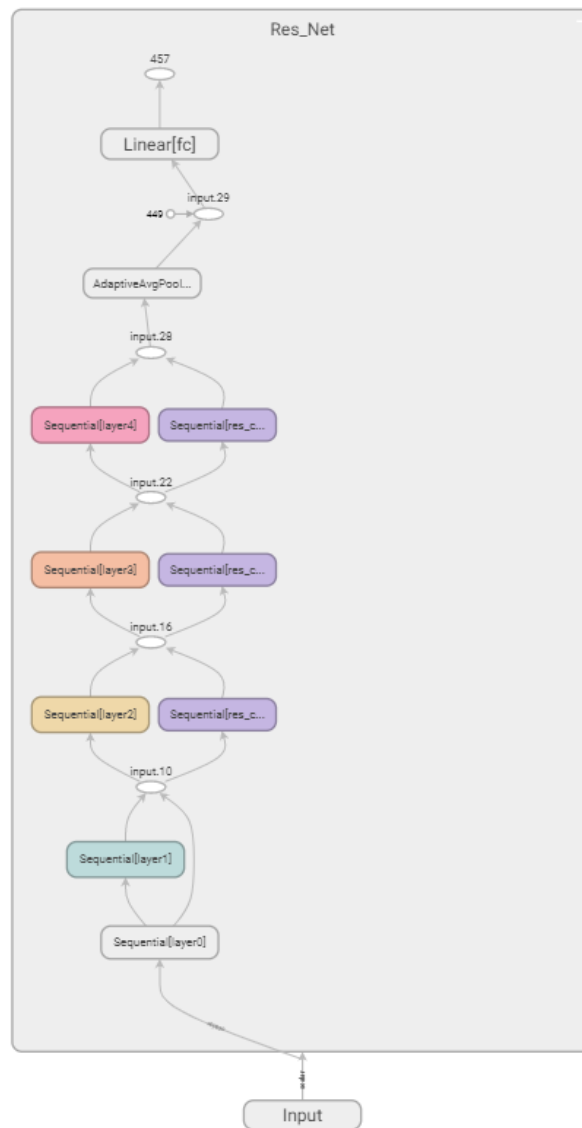 Res_Net
457
Linear[fc]
input.29
449
AdaptiveAvgPool...
input.28
Sequential[layer4]
Sequential[res_c...
input.22
Sequential[layer3]
Sequential[res_c...
input.16
Sequential[layer2]
Sequential[res_c...
input.10
Sequential[layer1]
Sequential[layer0]
Input